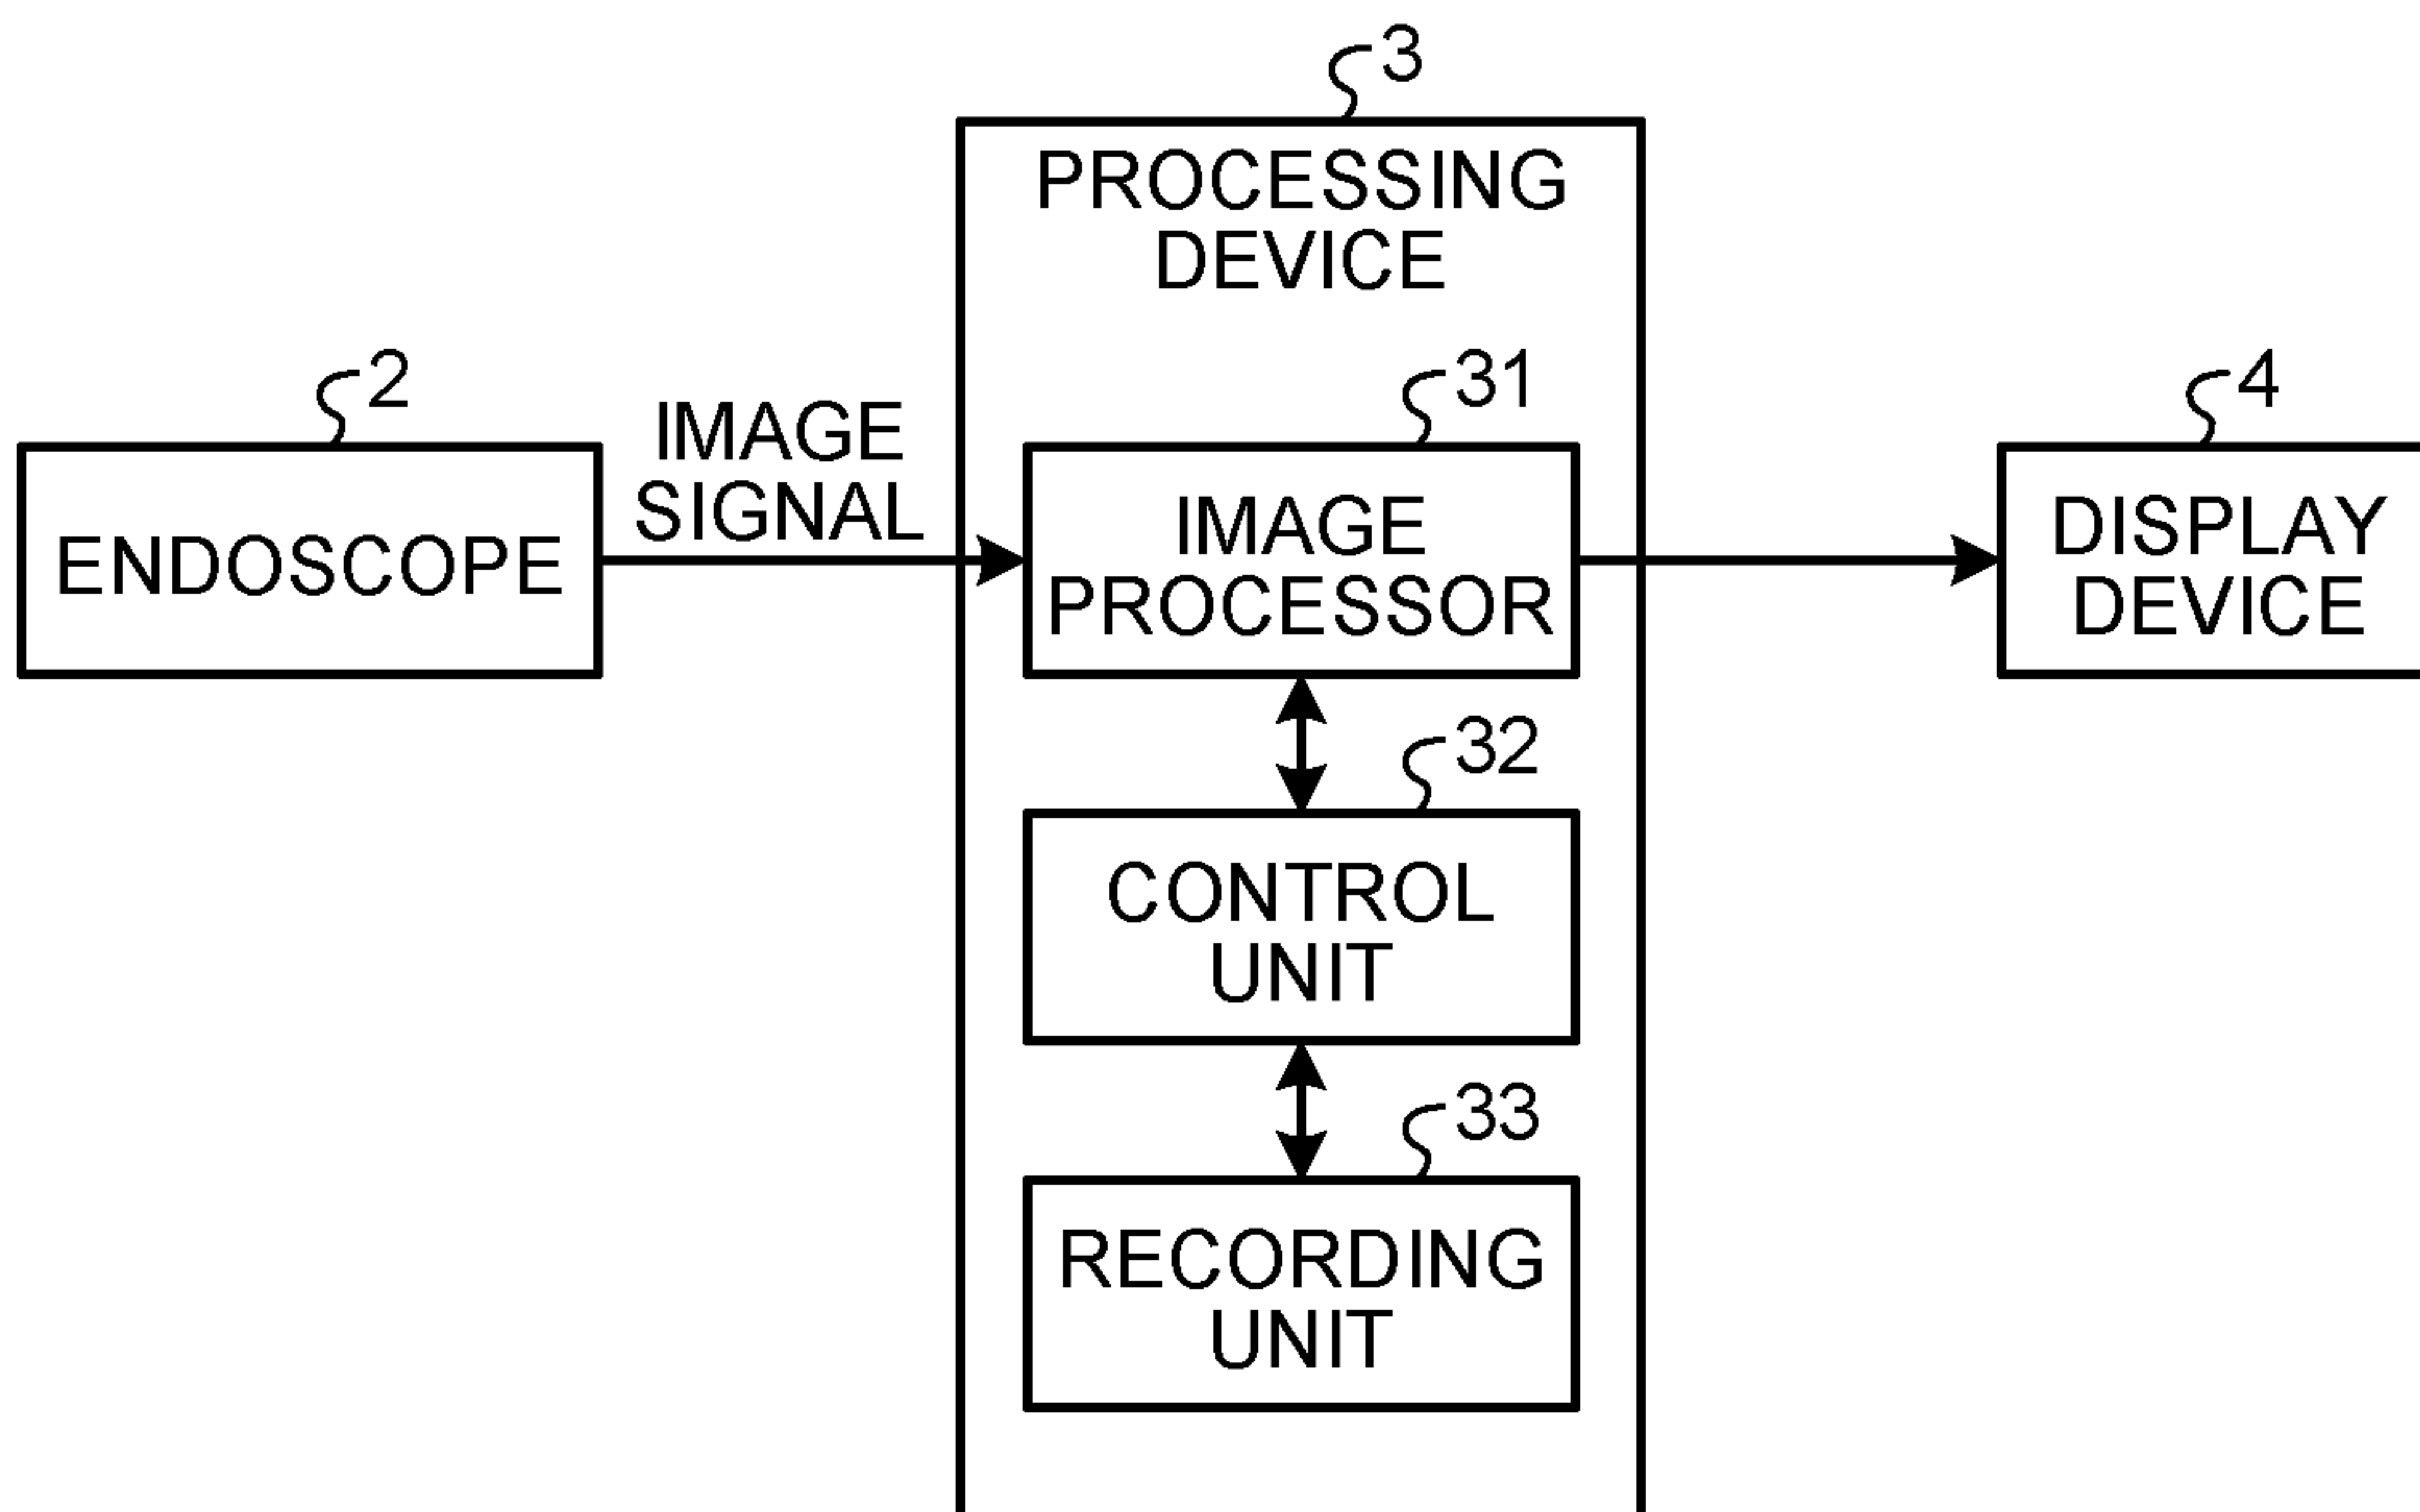 3
PROCESSING
DEVICE
2
IMAGE
SIGNAL
31
4
ENDOSCOPE
IMAGE
PROCESSOR
DISPLAY
DEVICE
32
CONTROL
UNIT
33
RECORDING
UNIT